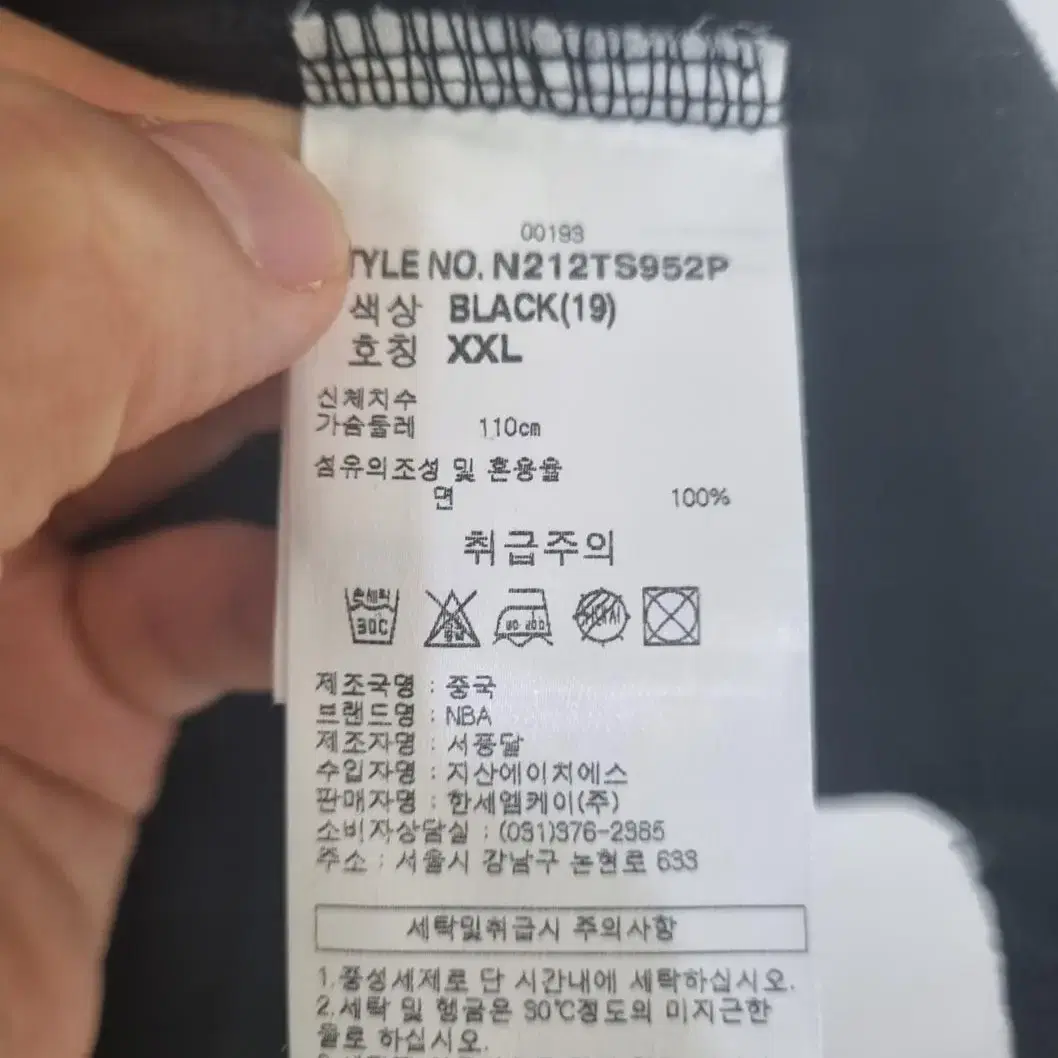 00193
TYLE NO. N212TS952P
색상 BLACK(19)
호칭 XXL
신체치수
가슴둘레 110cm
섬유의조성 및 혼용율
면 100%
취급주의
손세탁
30C
제조국명 : 중국
브랜드명 : NBA
제조자명 : 서풍달
수입자명 : 지산에이치에스
판매자명 : 한세엠케이(주)
소비자상담실 : (031)376-2385
주소 : 서울시 강남구 논현로 633
세탁및취급시 주의사항
1.중성세제로 단 시간내에 세탁하십시오.
2.세탁 및 헹굼은 30℃정도의 미지근한
물로 하십시오.